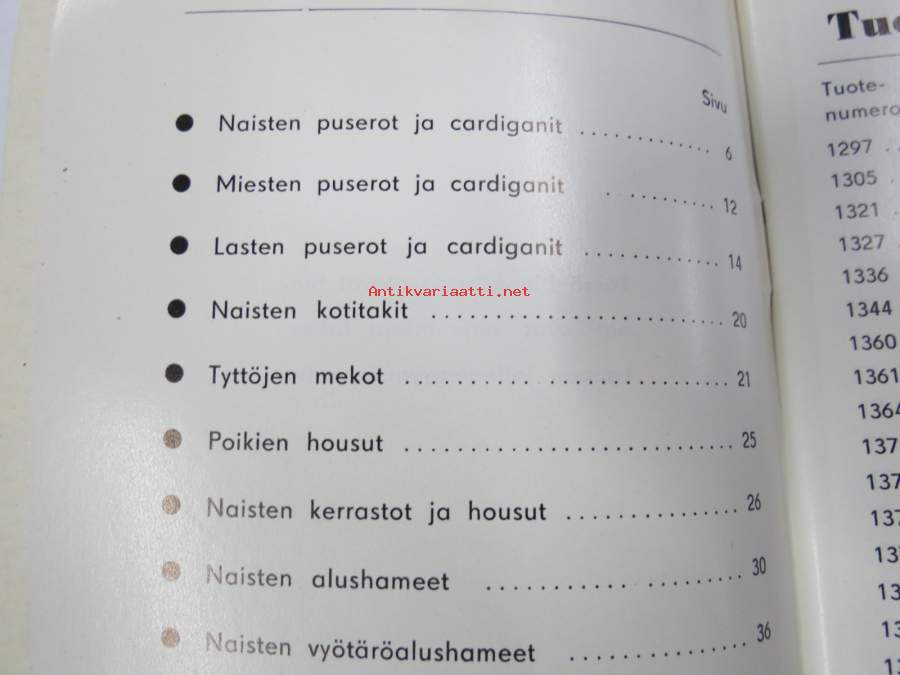 Sivu
Naisten puserot ja cardiganit 6
Miesten puserot ja cardiganit 12
Lasten puserot ja cardiganit 14
Antikvariaatti.net
Naisten kotitakit 20
Tyttöjen mekot 21
Poikien housut 25
Naisten kerrastot ja housut 26
Naisten alushameet 30
Naisten vyötäröalushameet 36
Tuote-
numero
1297
1305
1321
1327
1336
1344
1360
1361
1364